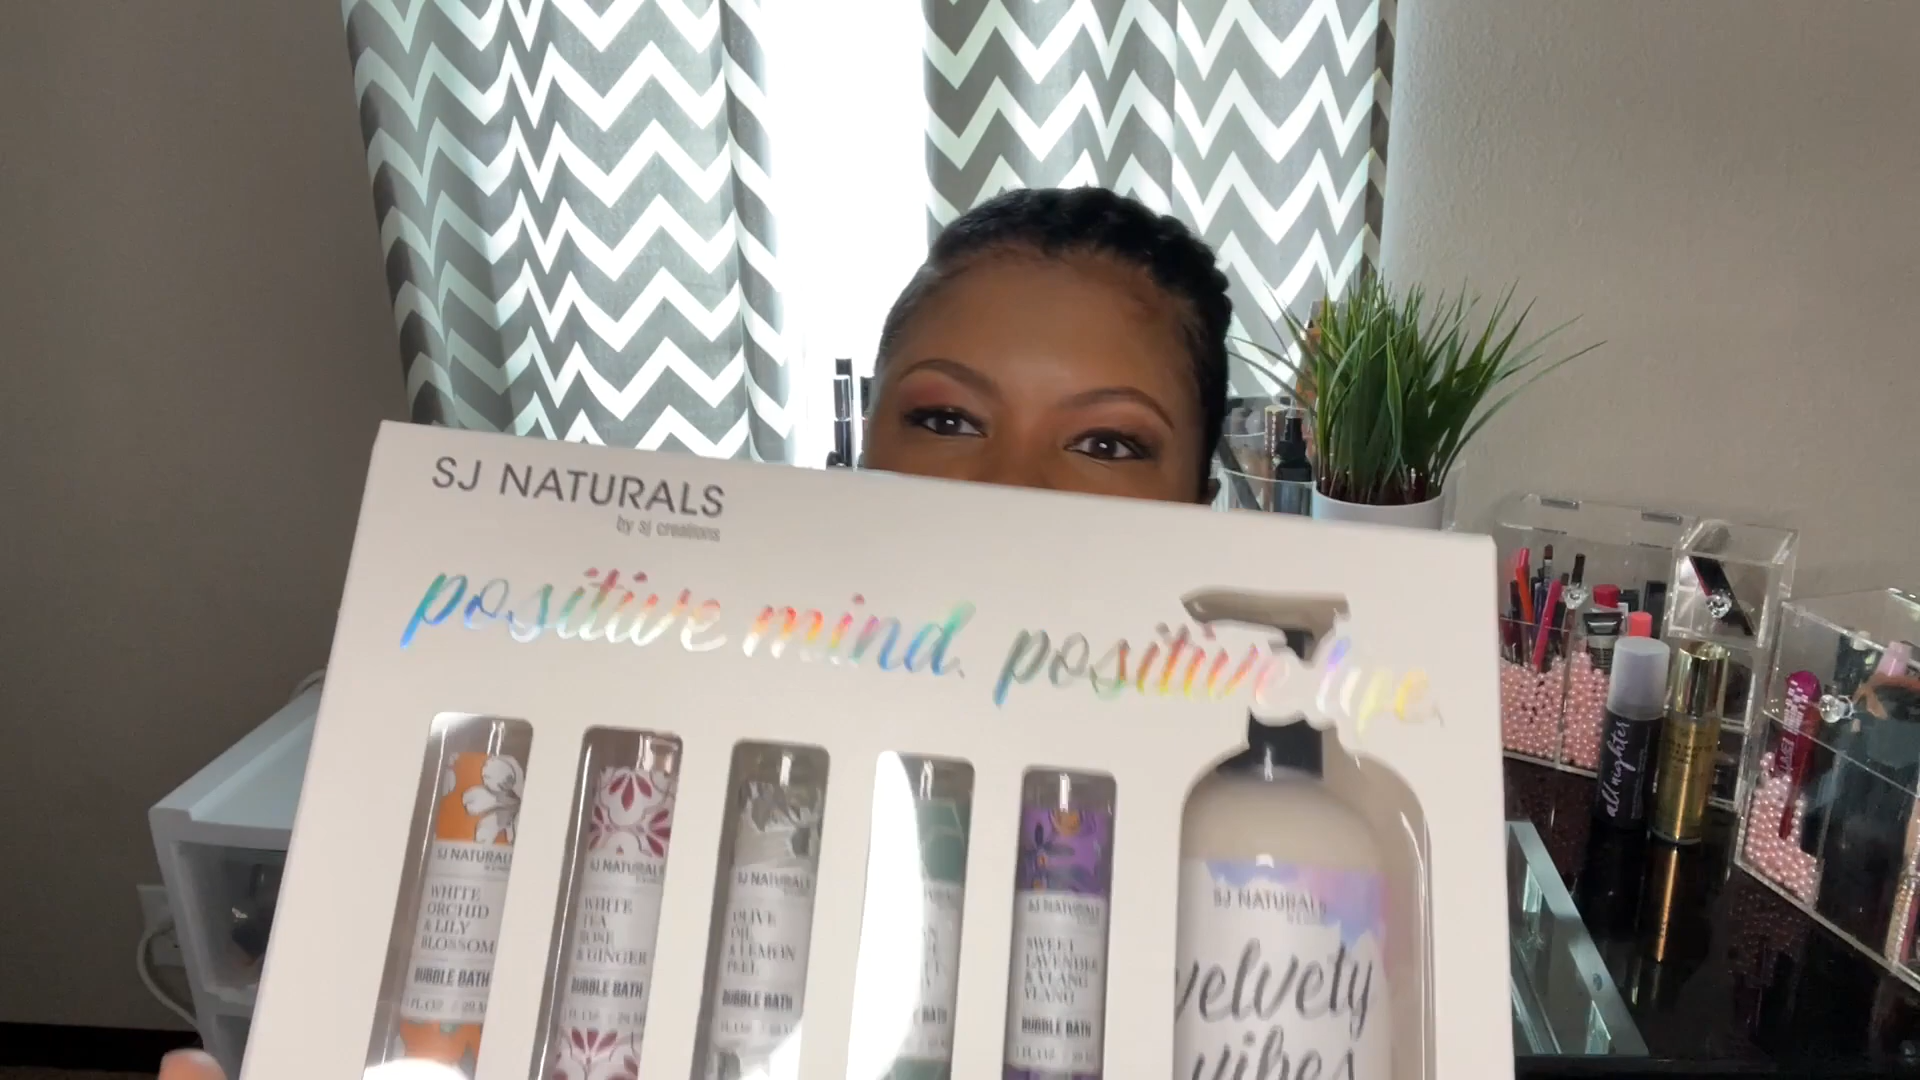 SJ NATURALS
by sj creations
positive mind. positive life.
SJ NATURALS
WHITE
ORCHID
& LILY
BLOSSOM
BUBBLE BATH
SJ NATURALS
WHITE
TEA
ROSE
& GINGER
BUBBLE BATH
SJ NATURALS
OLIVE
OIL
& LEMON
PEEL
BUBBLE BATH
BATH
SJ NATURALS
SWEET
LAVENDER
& YLANG
YLANG
BUBBLE BATH
SJ NATURALS
velvety
vibes
all nighter